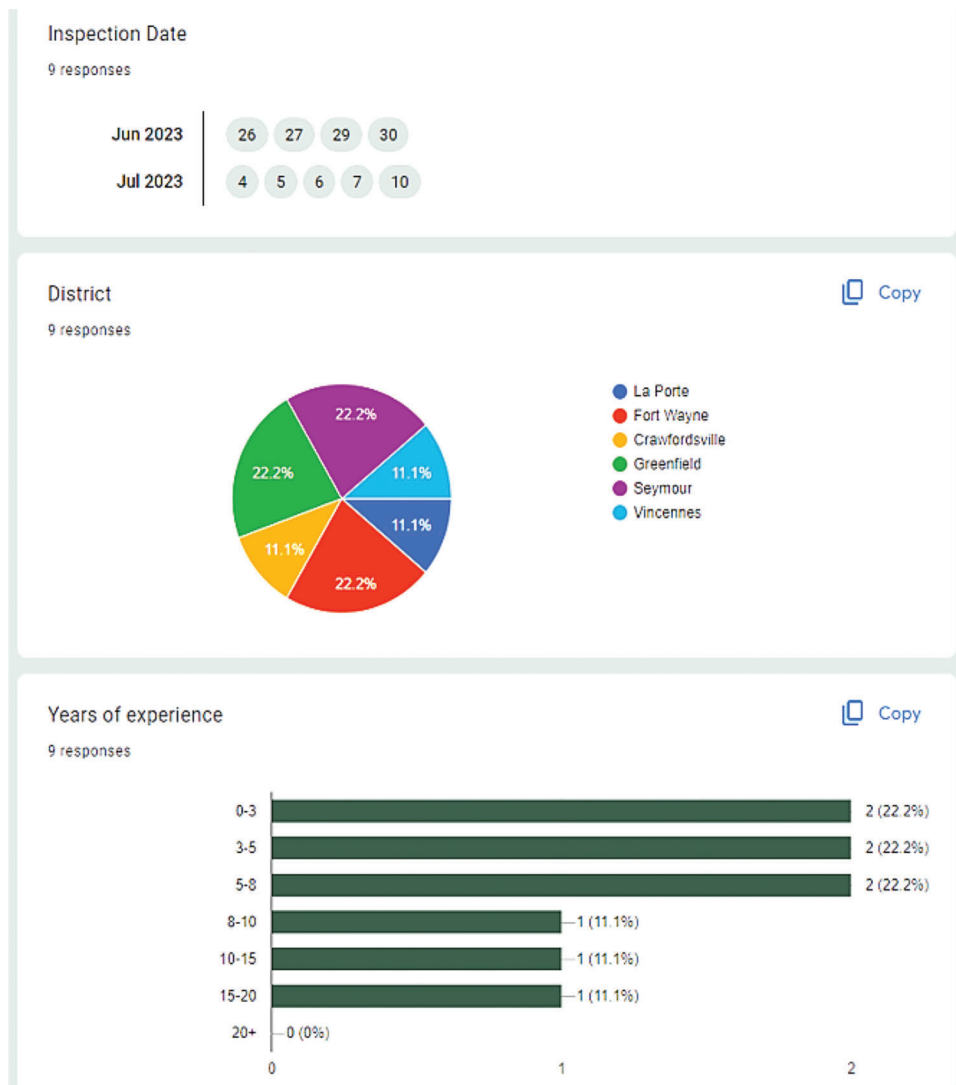 Inspection Date
9 responses
Jun 2023 26 27 29 30
Jul 2023 4 5 6 7 10
District
Copy
9 responses
22.2%
22.2%
11.1%
11.1%
11.1%
22.2%
La Porte
Fort Wayne
Crawfordsville
Greenfield
Seymour
Vincennes
Years of experience
Copy
9 responses
0-3 2 (22.2%)
3-5 2 (22.2%)
5-8 2 (22.2%)
8-10 1 (11.1%)
10-15 1 (11.1%)
15-20 1 (11.1%)
20+ 0 (0%)
0 1 2